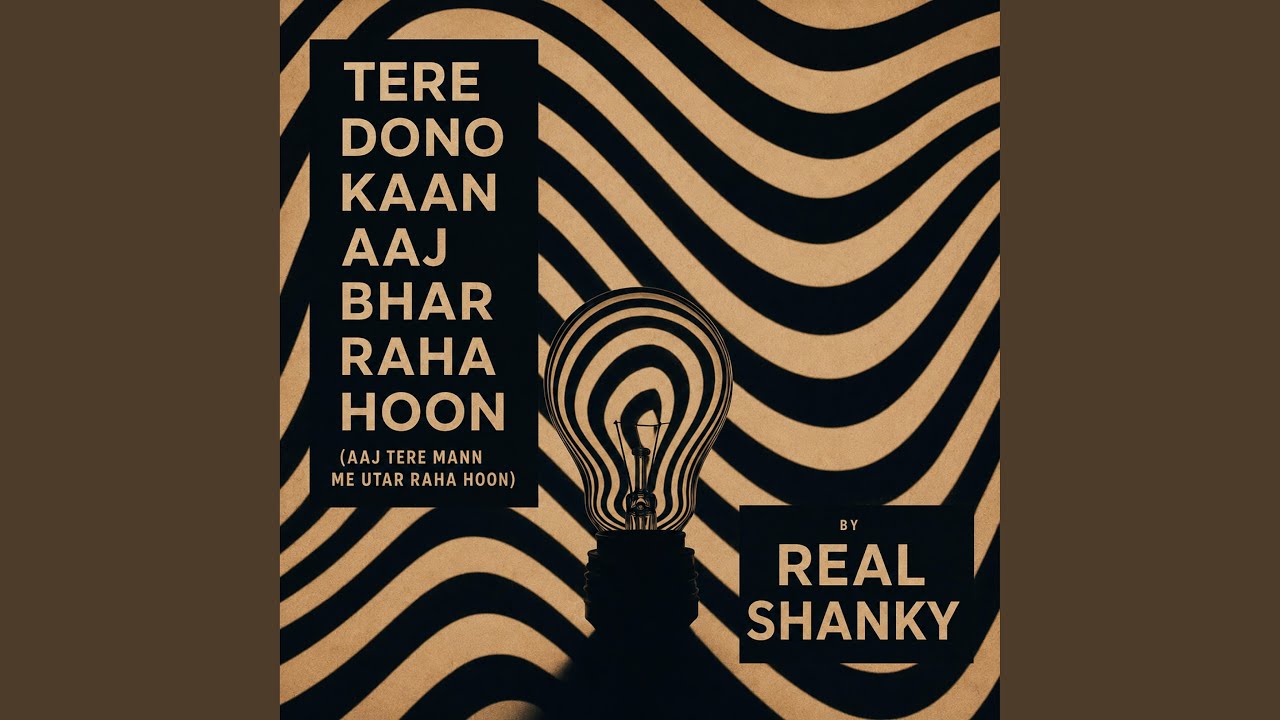 TERE
DONO
KAAN
AAJ
BHAR
RAHA
HOON
(AAJ TERE MANN
ME UTAR RAHA HOON)
BY
REAL
SHANKY